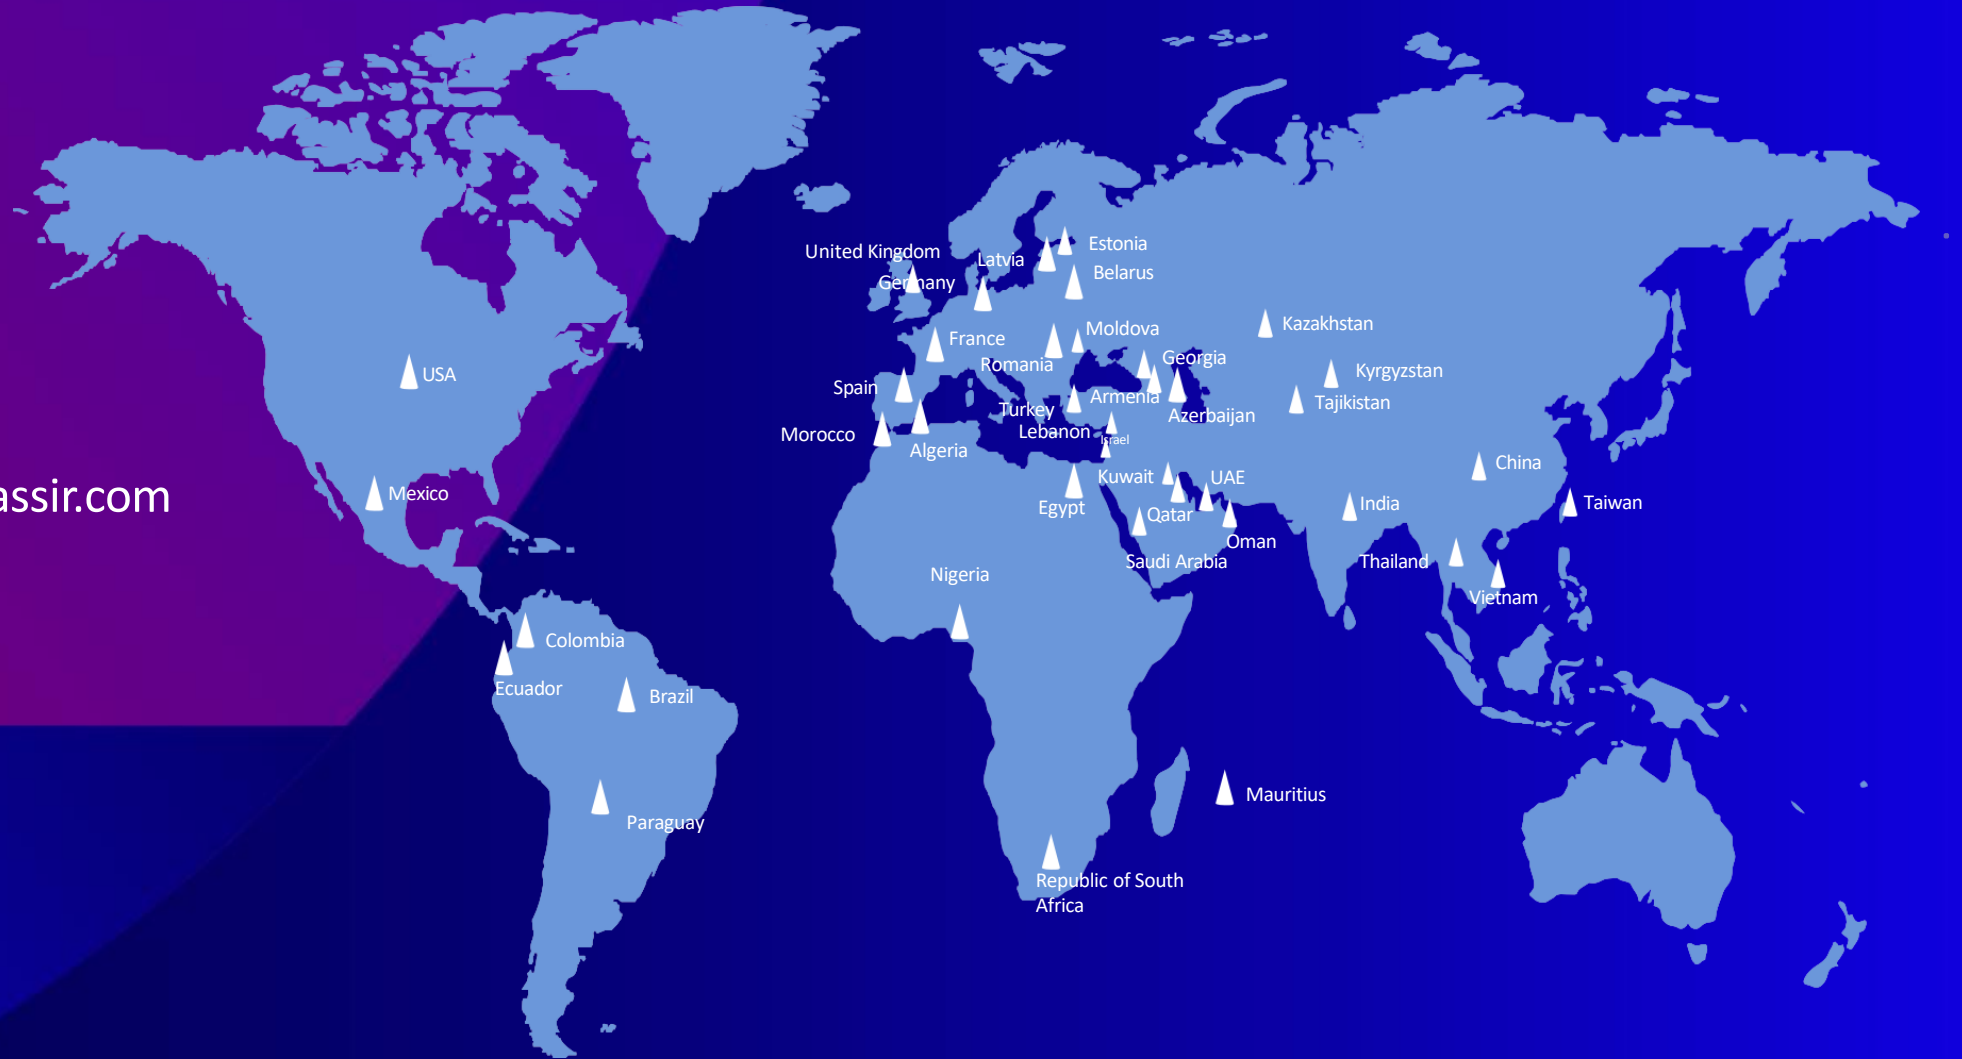 assir.com
USA
Mexico
Colombia
Ecuador
Brazil
Paraguay
United Kingdom
Germany
Latvia
Estonia
Belarus
France
Moldova
Romania
Spain
Georgia
Armenia
Azerbaijan
Turkey
Lebanon
Israel
Morocco
Algeria
Kazakhstan
Kyrgyzstan
Tajikistan
Kuwait
UAE
Egypt
Qatar
Oman
Saudi Arabia
China
India
Taiwan
Thailand
Vietnam
Nigeria
Mauritius
Republic of South
Africa